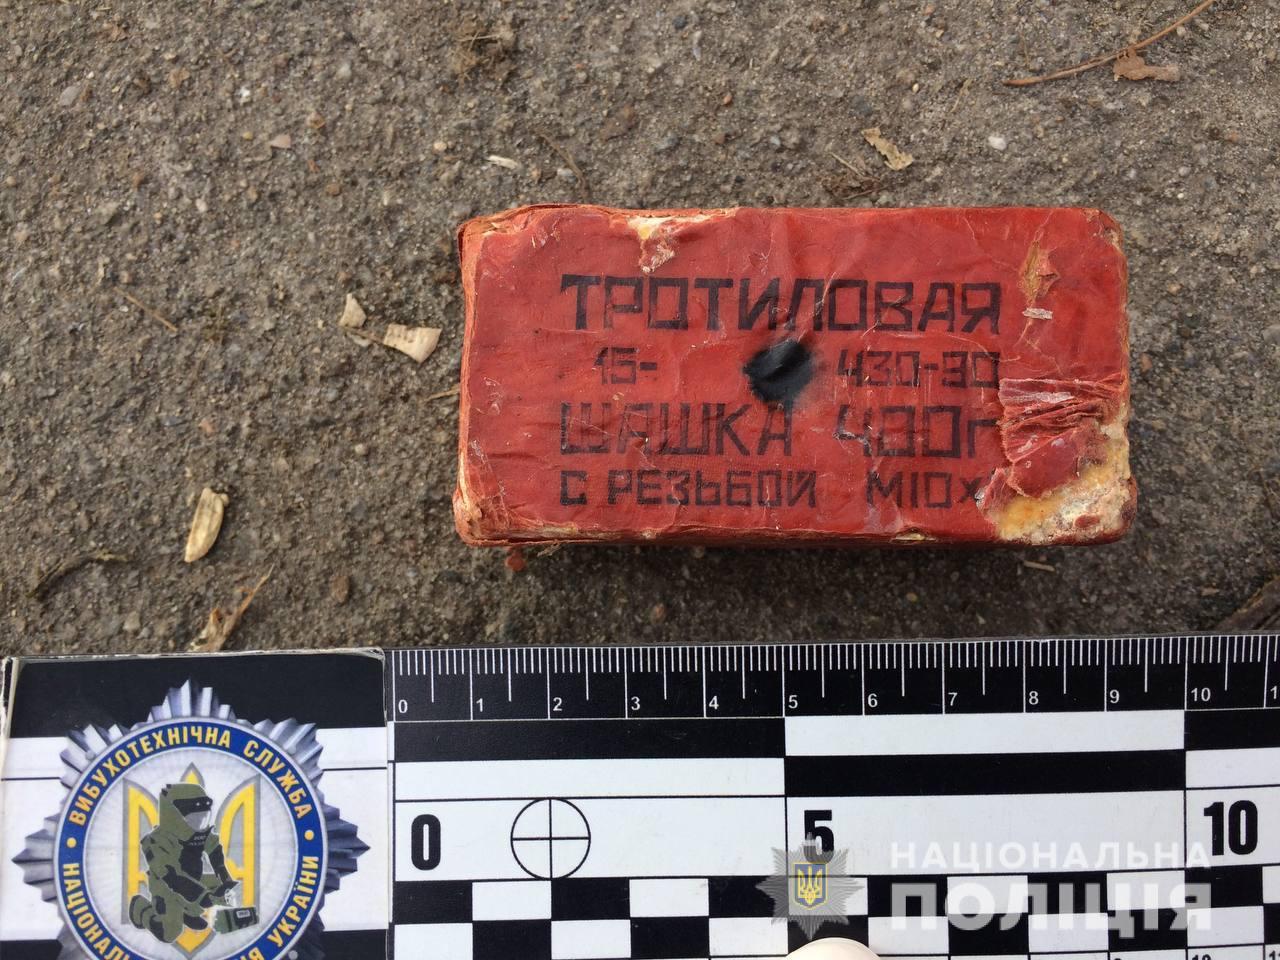 ТРОТИЛОВАЯ
15- 430-90
ШАШКА 400г
С РЕЗЬБОЙ М10х
0 1 2 3 4 5 6 7 8 9 10
0 5 10
ВИБУХОТЕХНІЧНА СЛУЖБА
НАЦІОНАЛЬ УКРАЇНИ
НАЦІОНАЛЬНА
ПОЛІЦІЯ